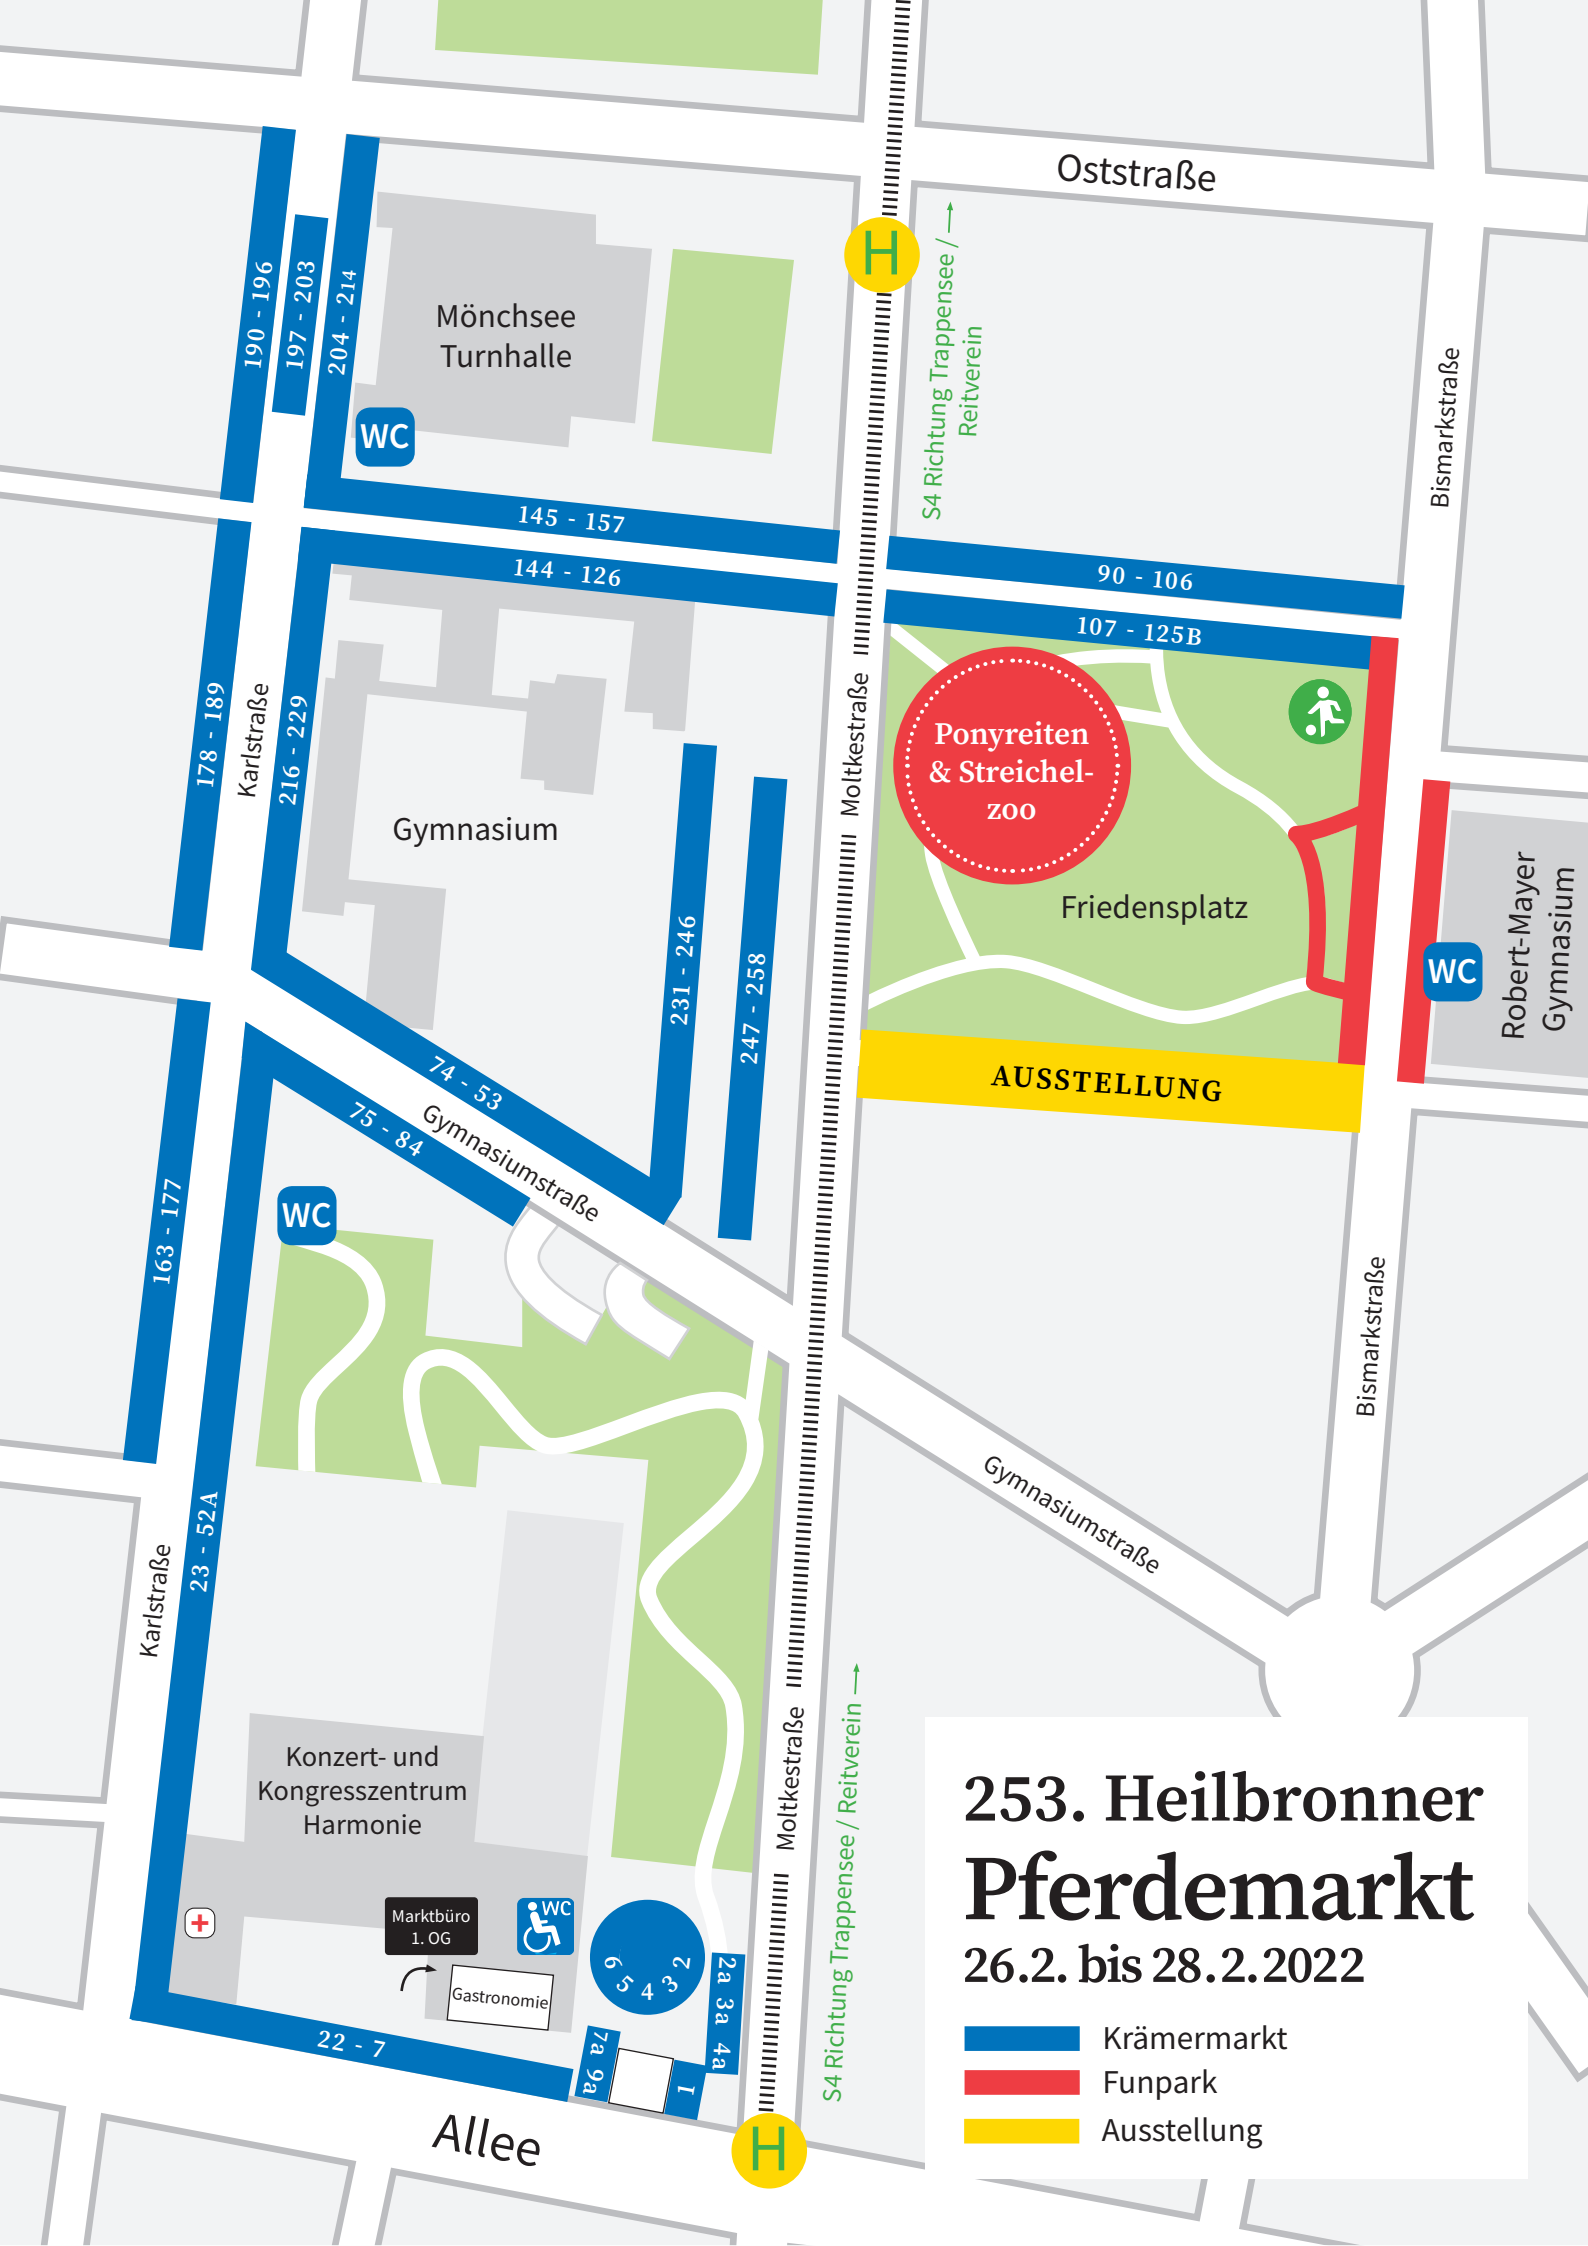 Oststraße
H
S4 Richtung Trappensee /
Reitverein
190 - 196
197 - 203
204 - 214
Mönchsee
Turnhalle
WC
Bismarkstraße
145 - 157
144 - 126
90 - 106
107 - 125B
178 - 189
Karlstraße
216 - 229
Gymnasium
231 - 246
247 - 258
Moltkestraße
Ponyreiten
& Streichel-
zoo
Friedensplatz
Robert-Mayer
Gymnasium
WC
AUSSTELLUNG
74 - 53
75 - 84
Gymnasiumstraße
163 - 177
WC
Bismarkstraße
Gymnasiumstraße
23 - 52A
Karlstraße
Konzert- und
Kongresszentrum
Harmonie
Moltkestraße
S4 Richtung Trappensee / Reitverein
Marktbüro
1. OG
WC
Gastronomie
6 5 4 3 2
2a 3a 4a
7a 9a
1
22 - 7
Allee
H
253. Heilbronner
Pferdemarkt
26.2. bis 28.2.2022
Krämermarkt
Funpark
Ausstellung